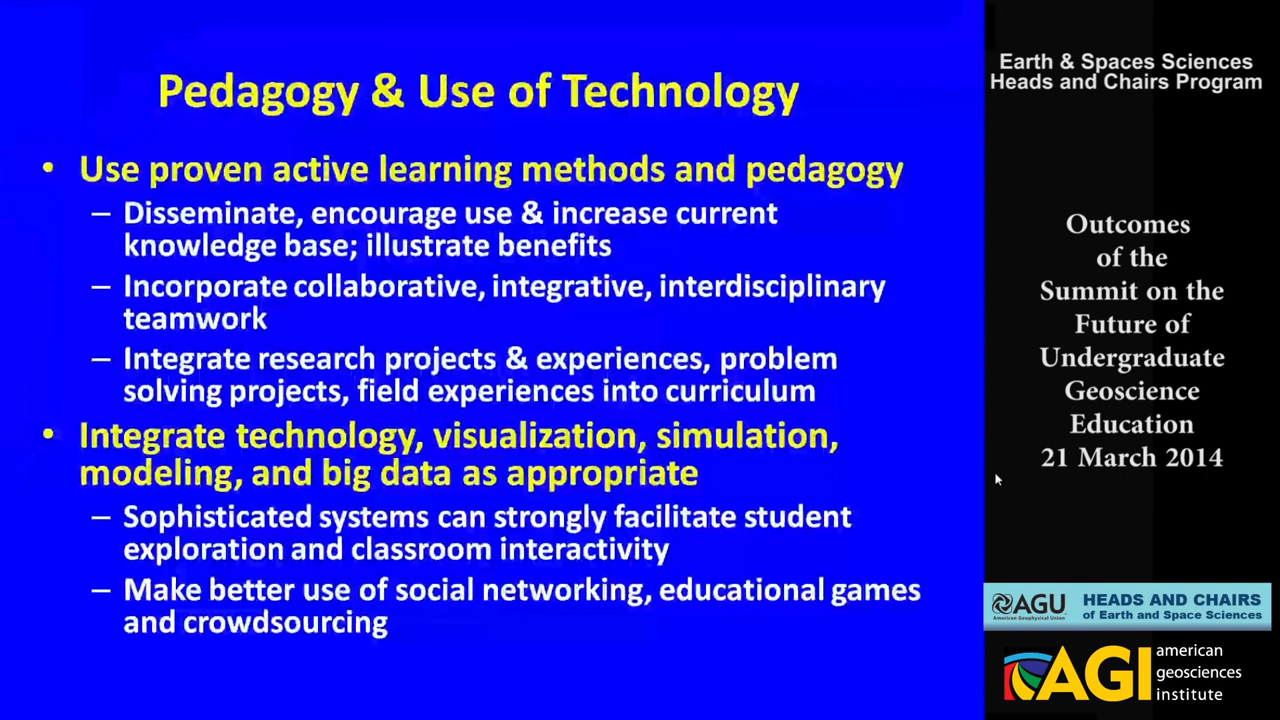 Pedagogy & Use of Technology
• Use proven active learning methods and pedagogy
– Disseminate, encourage use & increase current
knowledge base; illustrate benefits
– Incorporate collaborative, integrative, interdisciplinary
teamwork
– Integrate research projects & experiences, problem
solving projects, field experiences into curriculum
• Integrate technology, visualization, simulation,
modeling, and big data as appropriate
– Sophisticated systems can strongly facilitate student
exploration and classroom interactivity
– Make better use of social networking, educational games
and crowdsourcing
Earth & Spaces Sciences
Heads and Chairs Program
Outcomes
of the
Summit on the
Future of
Undergraduate
Geoscience
Education
21 March 2014
AGU
American Geophysical Union
HEADS AND CHAIRS
of Earth and Space Sciences
AGI
american
geosciences
institute